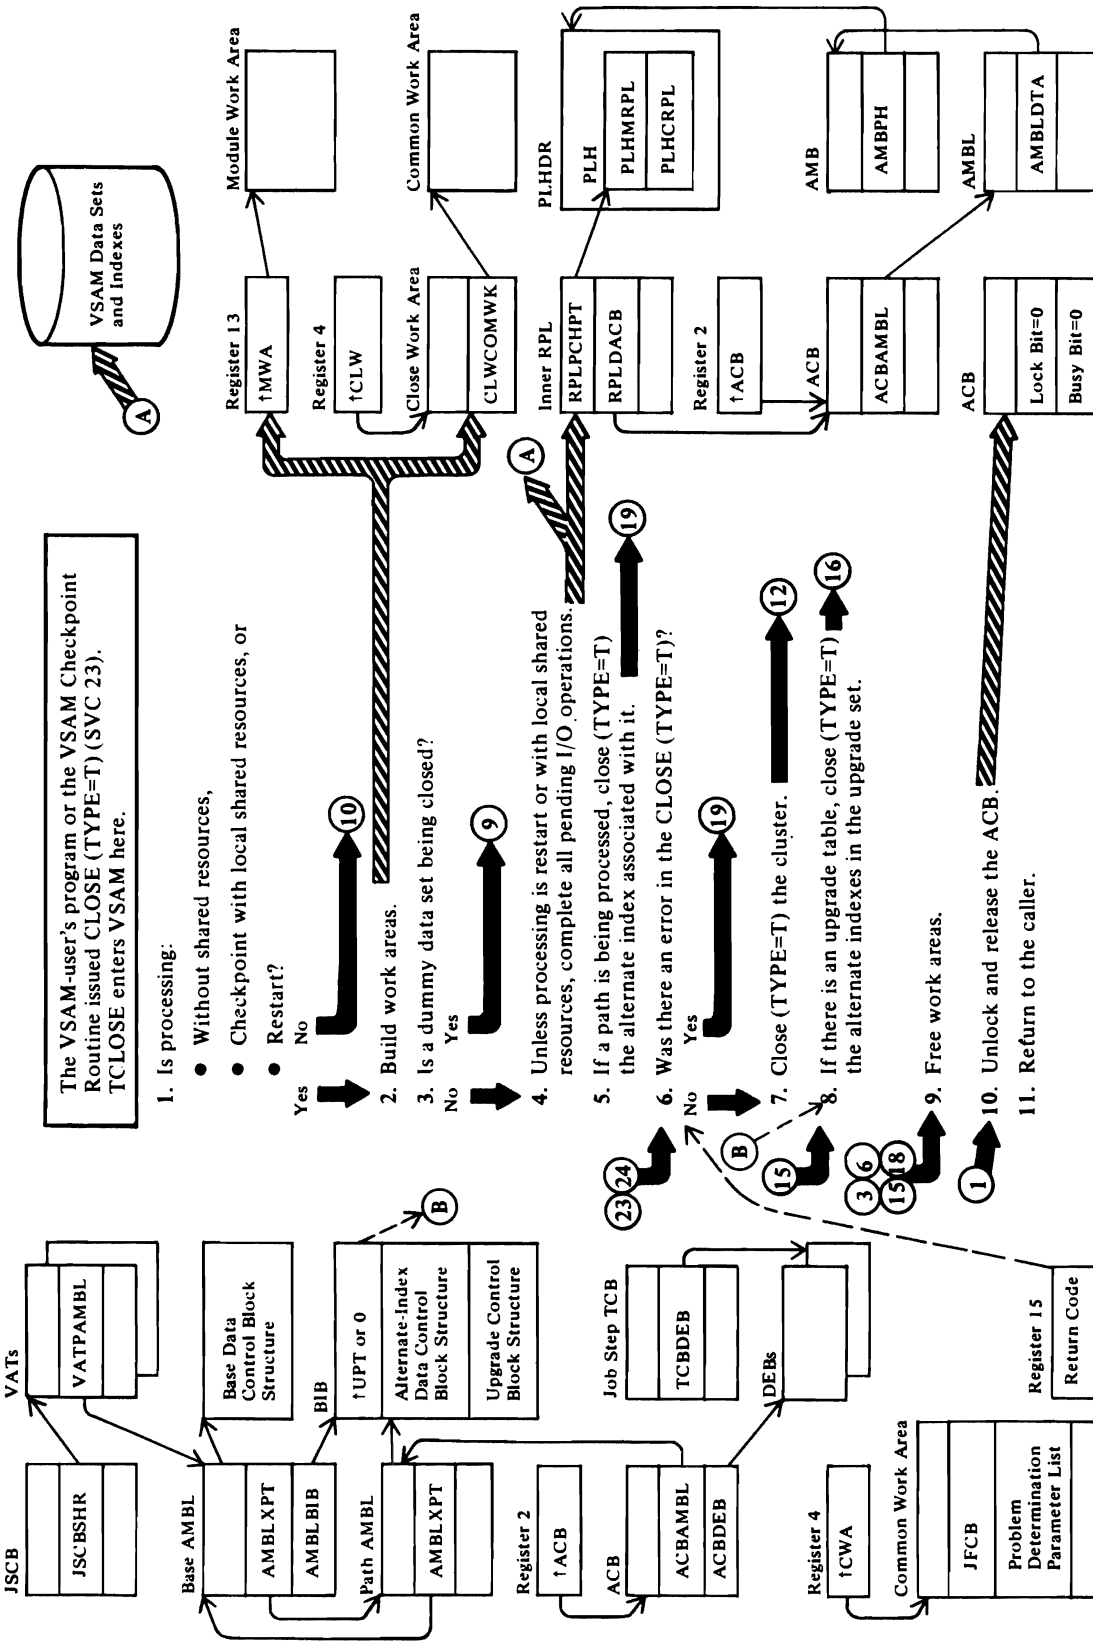 JSCB
JSCBSHR
VATs
VATPAMBL
Base AMBL
AMBLXPT
AMBLBIB
Base Data
Control Block
Structure
BIB
↑UPT or 0
Alternate-Index
Data Control
Block Structure
Upgrade Control
Block Structure
B
Path AMBL
AMBLXPT
Register 2
↑ACB
ACB
ACBAMBL
ACBDEB
Job Step TCB
TCBDEB
DEBs
Register 4
↑CWA
Common Work Area
JFCB
Problem
Determination
Parameter List
Register 15
Return Code
The VSAM-user's program or the VSAM Checkpoint
Routine issued CLOSE (TYPE=T) (SVC 23).
TCLOSE enters VSAM here.
1. Is processing:
● Without shared resources,
● Checkpoint with local shared resources, or
● Restart?
Yes No
10
2. Build work areas.
3. Is a dummy data set being closed?
No Yes
9
4. Unless processing is restart or with local shared
resources, complete all pending I/O operations.
5. If a path is being processed, close (TYPE=T)
the alternate index associated with it.
19
23 24
6. Was there an error in the CLOSE (TYPE=T)?
No Yes
19
7. Close (TYPE=T) the cluster.
12
B
15
8. If there is an upgrade table, close (TYPE=T)
the alternate indexes in the upgrade set.
16
3 6
15 18
9. Free work areas.
1
10. Unlock and release the ACB.
11. Return to the caller.
A
VSAM Data Sets
and Indexes
Register 13
↑MWA
Module Work Area
Register 4
↑CLW
Close Work Area
CLWCOMWK
Common Work Area
A
Iner RPL
RPLPCHPT
RPLDACB
PLHDR
PLH
PLHMRPL
PLHCRPL
Register 2
↑ACB
ACB
ACBAMBL
AMB
AMBPH
AMBL
AMBLDTA
ACB
Lock Bit=0
Busy Bit=0